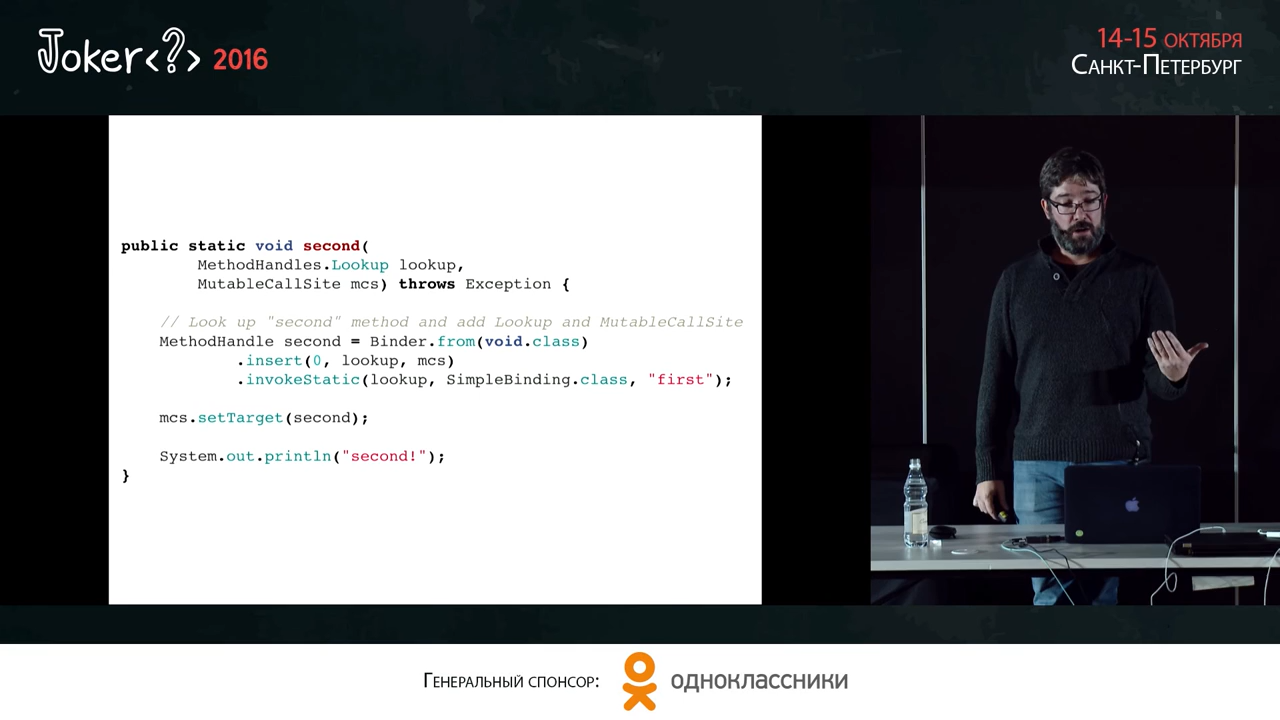 Joker<?> 2016
14-15 октября
Санкт-Петербург
public static void second(
MethodHandles.Lookup lookup,
MutableCallSite mcs) throws Exception {
// Look up "second" method and add Lookup and MutableCallSite
MethodHandle second = Binder.from(void.class)
.insert(0, lookup, mcs)
.invokeStatic(lookup, SimpleBinding.class, "first");
mcs.setTarget(second);
System.out.println("second!");
}
Генеральный спонсор:
одноклассники